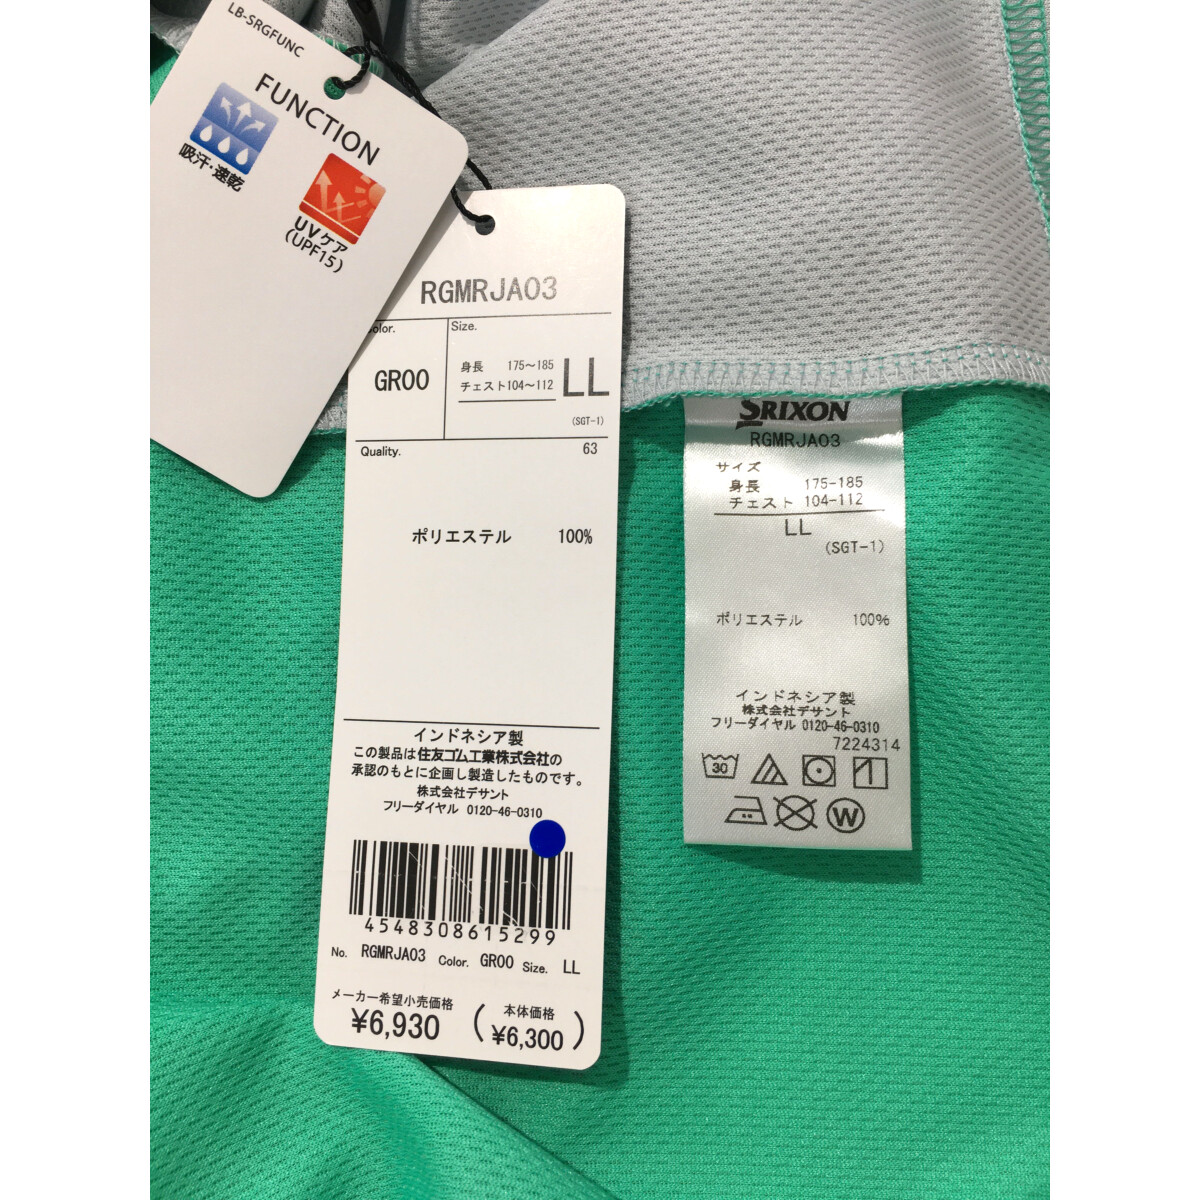 LB-SRGFUNC
FUNCTION
吸汗・速乾
UVケア
(UPF15)
RGMRJA03
Size.
GR00
身長 175～185
チェスト104～112
LL
(SGT-1)
Quality. 63
ポリエステル 100%
インドネシア製
この製品は住友ゴム工業株式会社の
承認のもとに企画し製造したものです。
株式会社デサント
フリーダイヤル 0120-46-0310
4548308615299
No. RGMRJA03 Color. GR00 Size. LL
メーカー希望小売価格
¥6,930
(本体価格
¥6,300)
SRIXON
RGMRJA03
サイズ
身長 175-185
チェスト 104-112
LL
(SGT-1)
ポリエステル 100%
インドネシア製
株式会社デサント
フリーダイヤル 0120-46-0310
7224314
30
W